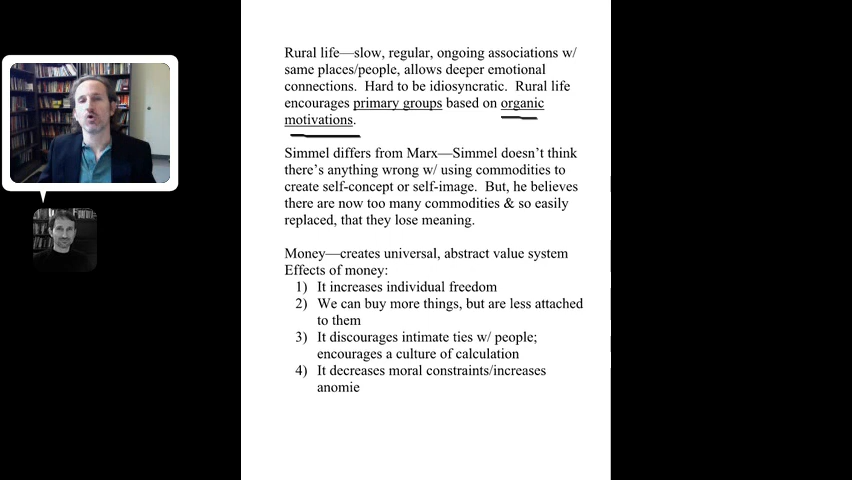 Rural life—slow, regular, ongoing associations w/
same places/people, allows deeper emotional
connections. Hard to be idiosyncratic. Rural life
encourages primary groups based on organic
motivations.
Simmel differs from Marx—Simmel doesn't think
there's anything wrong w/ using commodities to
create self-concept or self-image. But, he believes
there are now too many commodities & so easily
replaced, that they lose meaning.
Money—creates universal, abstract value system
Effects of money:
1) It increases individual freedom
2) We can buy more things, but are less attached
to them
3) It discourages intimate ties w/ people;
encourages a culture of calculation
4) It decreases moral constraints/increases
anomie